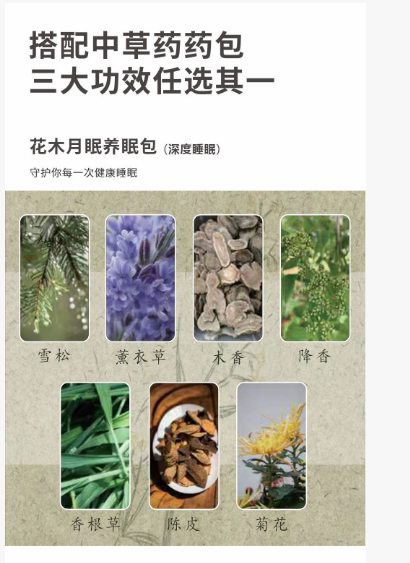 搭配中草药药包
三大功效任选其一
花木月眠养眠包（深度睡眠）
守护你每一次健康睡眠
雪松
薰衣草
木香
降香
香根草
陈皮
菊花